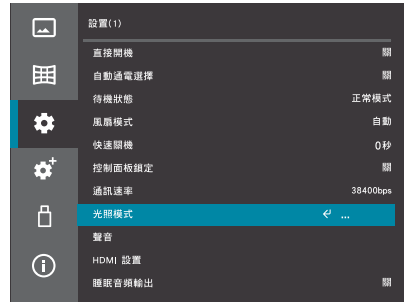 設置(1)
直接開機 關
自動通電選擇 關
待機狀態 正常模式
風扇模式 自動
快速關機 0秒
控制面板鎖定 關
通訊速率 38400bps
光照模式 ...
聲音
HDMI 設置
睡眠音頻輸出 關